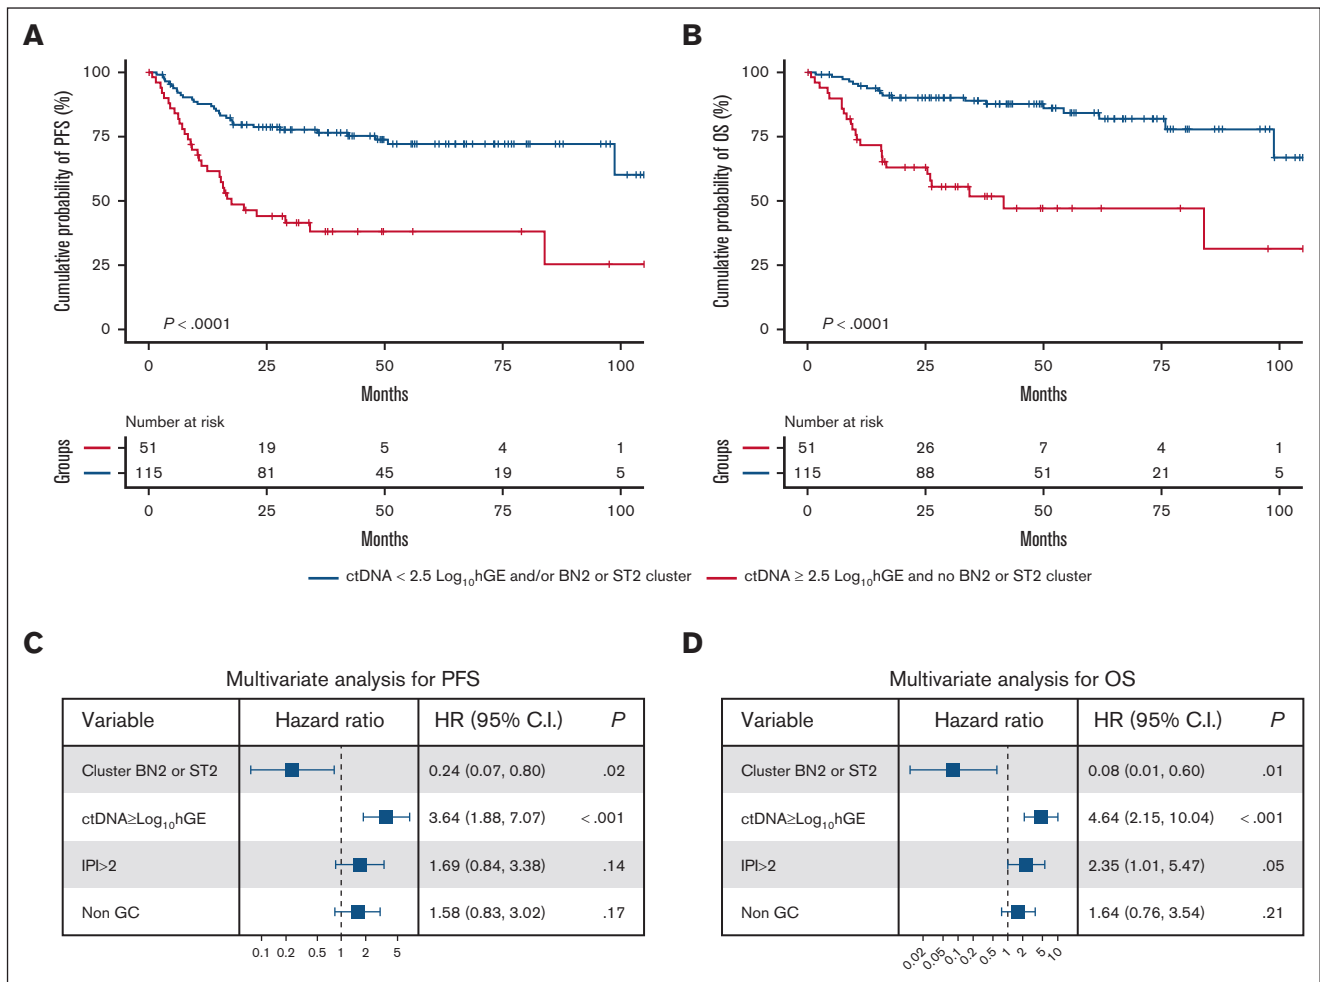 A
Cumulative probability of PFS (%)
100
75
50
25
0
P < .0001
0 25 50 75 100
Months
Number at risk
Groups
51 19 5 4 1
115 81 45 19 5
0 25 50 75 100
Months
B
Cumulative probability of OS (%)
100
75
50
25
0
P < .0001
0 25 50 75 100
Months
Number at risk
Groups
51 26 7 4 1
115 88 51 21 5
0 25 50 75 100
Months
ctDNA < 2.5 Log₁₀hGE and/or BN2 or ST2 cluster
ctDNA ≥ 2.5 Log₁₀hGE and no BN2 or ST2 cluster
C
Multivariate analysis for PFS
Variable Hazard ratio HR (95% C.I.) P
Cluster BN2 or ST2 0.24 (0.07, 0.80) .02
ctDNA≥Log₁₀hGE 3.64 (1.88, 7.07) <.001
IPI>2 1.69 (0.84, 3.38) .14
Non GC 1.58 (0.83, 3.02) .17
0.1 0.2 0.5 1 2 5
D
Multivariate analysis for OS
Variable Hazard ratio HR (95% C.I.) P
Cluster BN2 or ST2 0.08 (0.01, 0.60) .01
ctDNA≥Log₁₀hGE 4.64 (2.15, 10.04) <.001
IPI>2 2.35 (1.01, 5.47) .05
Non GC 1.64 (0.76, 3.54) .21
0.02 0.05 0.1 0.2 0.5 1 2 5 10